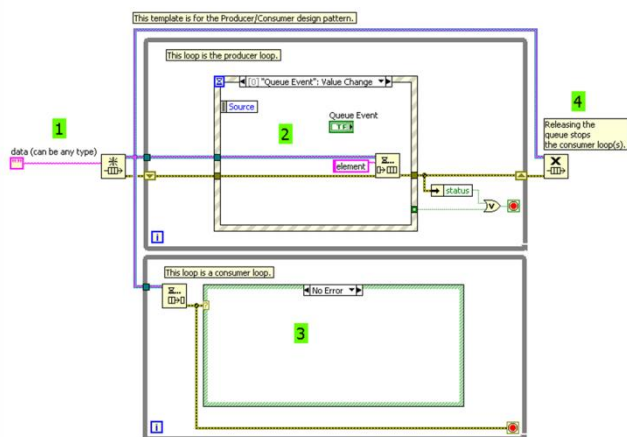 This template is for the Producer/Consumer design pattern.
This loop is the producer loop.
[0] "Queue Event": Value Change
4
1
Source
Queue Event
2
TF
Releasing the
queue stops
the consumer loop(s).
data (can be any type)
element
status
i
This loop is a consumer loop.
No Error
?
3
i